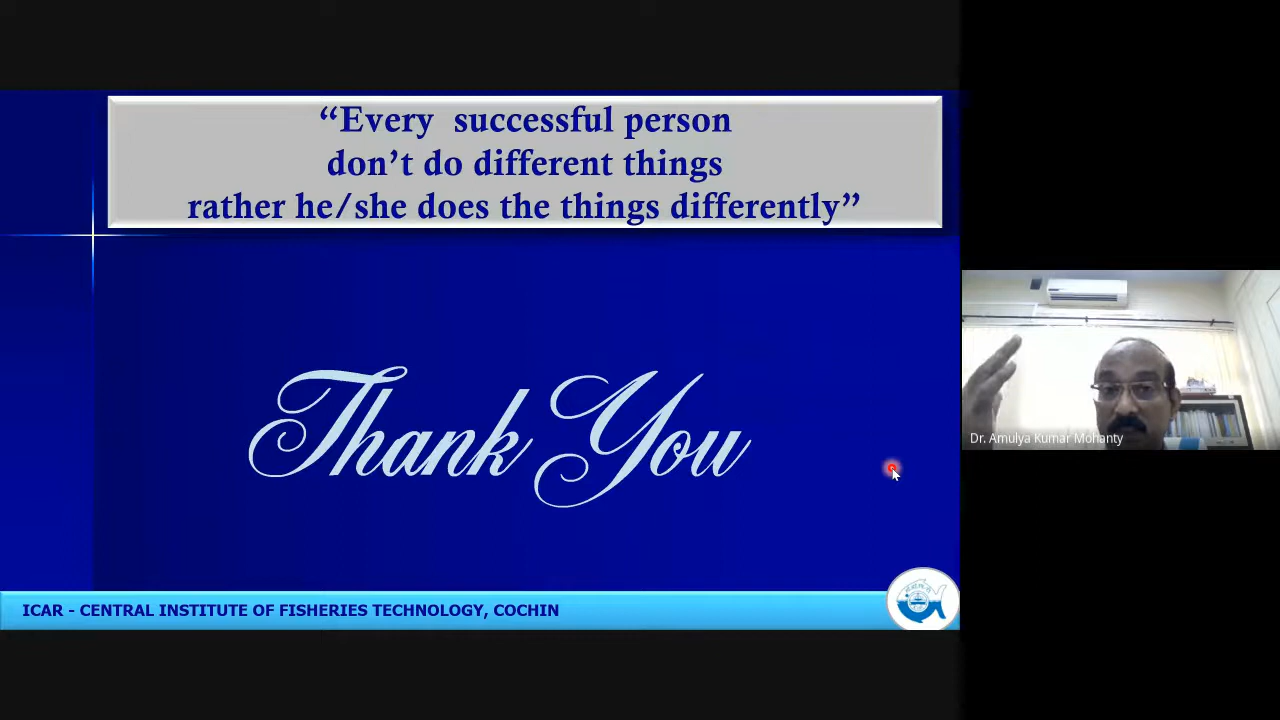 “Every successful person
don’t do different things
rather he/she does the things differently”
Thank You
Dr. Amulya Kumar Mohanty
ICAR - CENTRAL INSTITUTE OF FISHERIES TECHNOLOGY, COCHIN